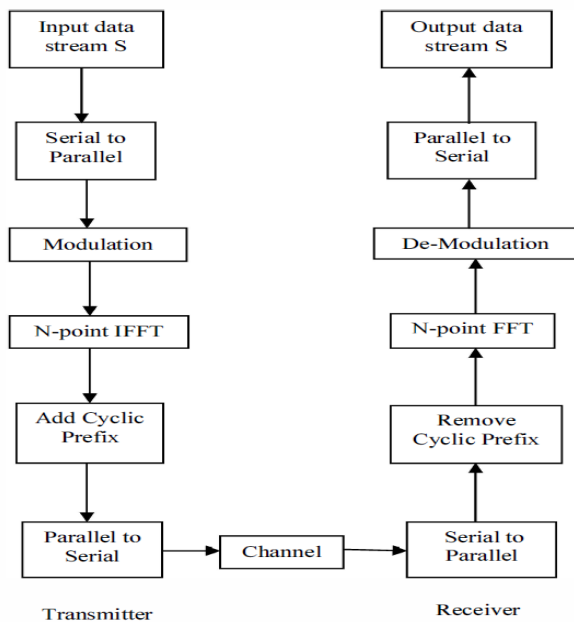 Input data
stream S
Serial to
Parallel
Modulation
N-point IFFT
Add Cyclic
Prefix
Parallel to
Serial
Transmitter
Channel
Output data
stream S
Parallel to
Serial
De-Modulation
N-point FFT
Remove
Cyclic Prefix
Serial to
Parallel
Receiver